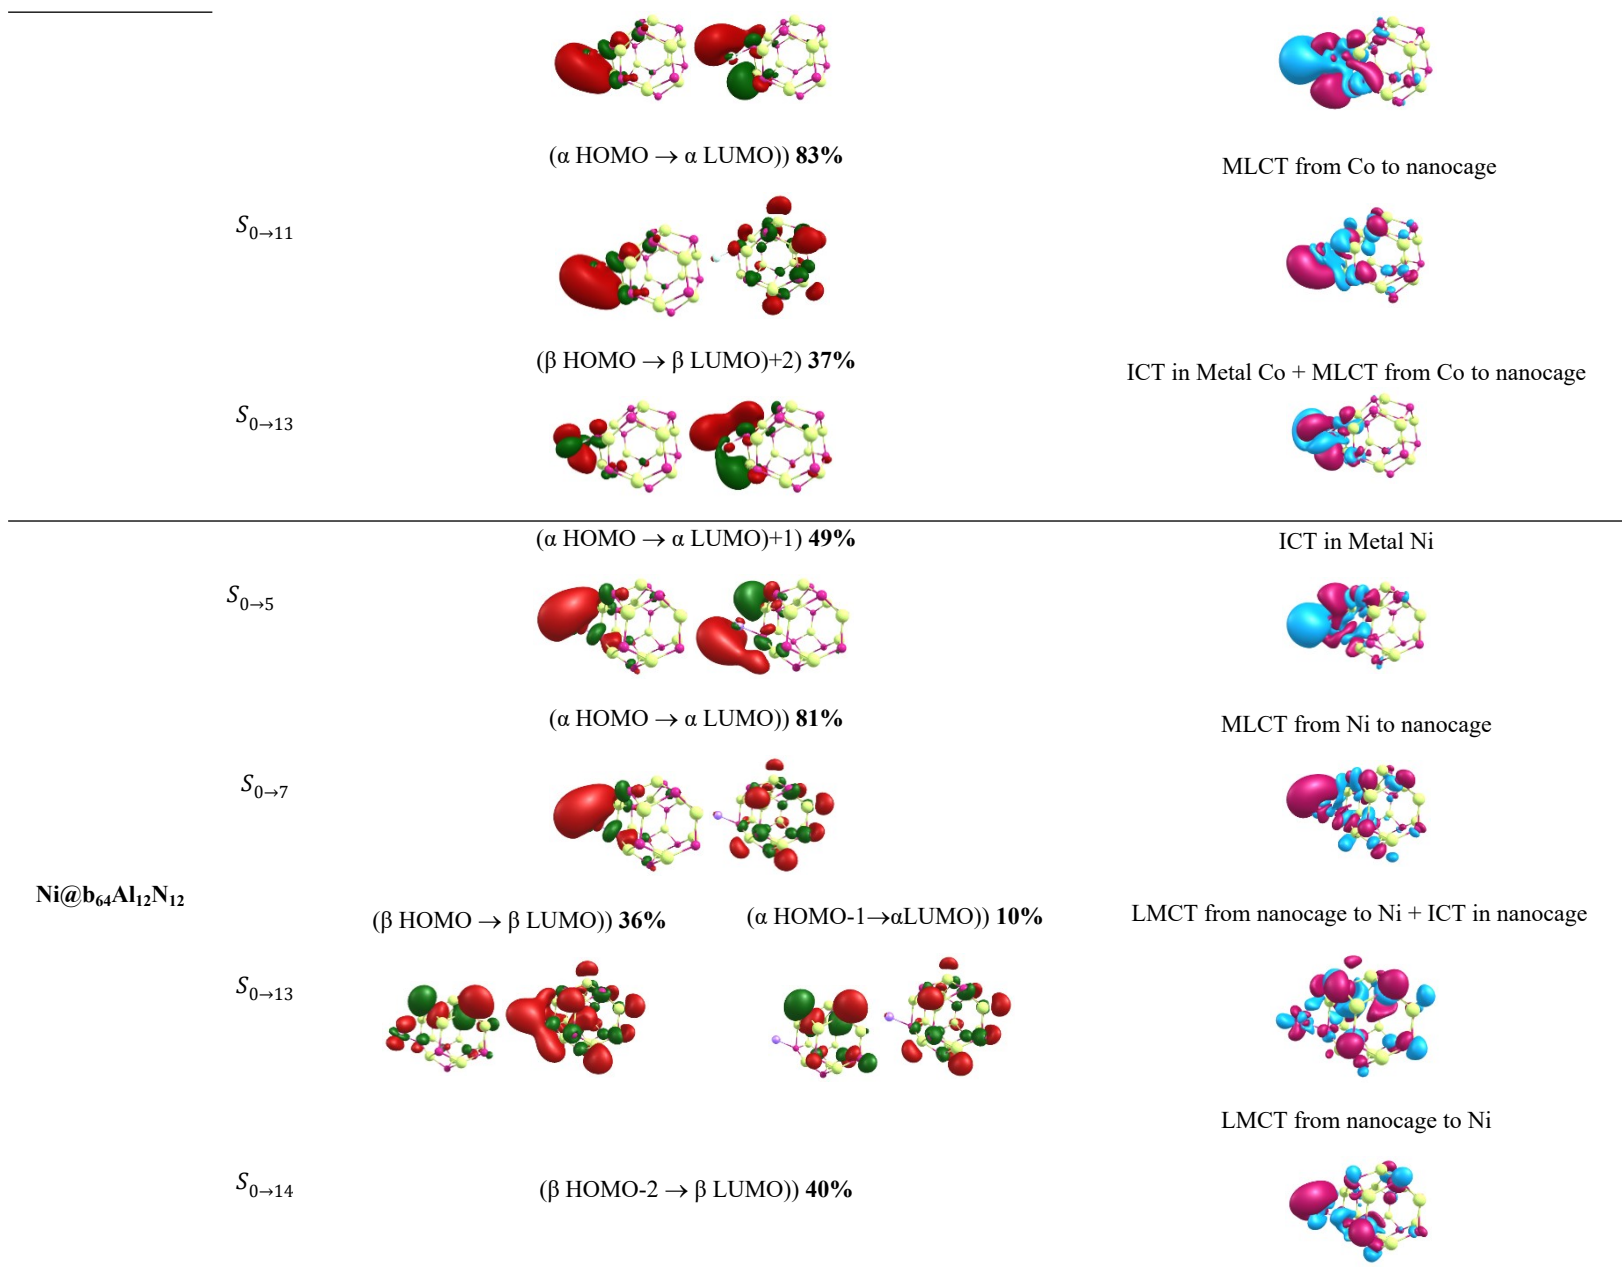 (α HOMO → α LUMO)) 83%
MLCT from Co to nanocage
S0→11
(β HOMO → β LUMO)+2) 37%
ICT in Metal Co + MLCT from Co to nanocage
S0→13
(α HOMO → α LUMO)+1) 49%
ICT in Metal Ni
S0→5
(α HOMO → α LUMO)) 81%
MLCT from Ni to nanocage
S0→7
Ni@b64Al12N12
(β HOMO → β LUMO)) 36%
(α HOMO-1→αLUMO)) 10%
LMCT from nanocage to Ni + ICT in nanocage
S0→13
LMCT from nanocage to Ni
S0→14
(β HOMO-2 → β LUMO)) 40%